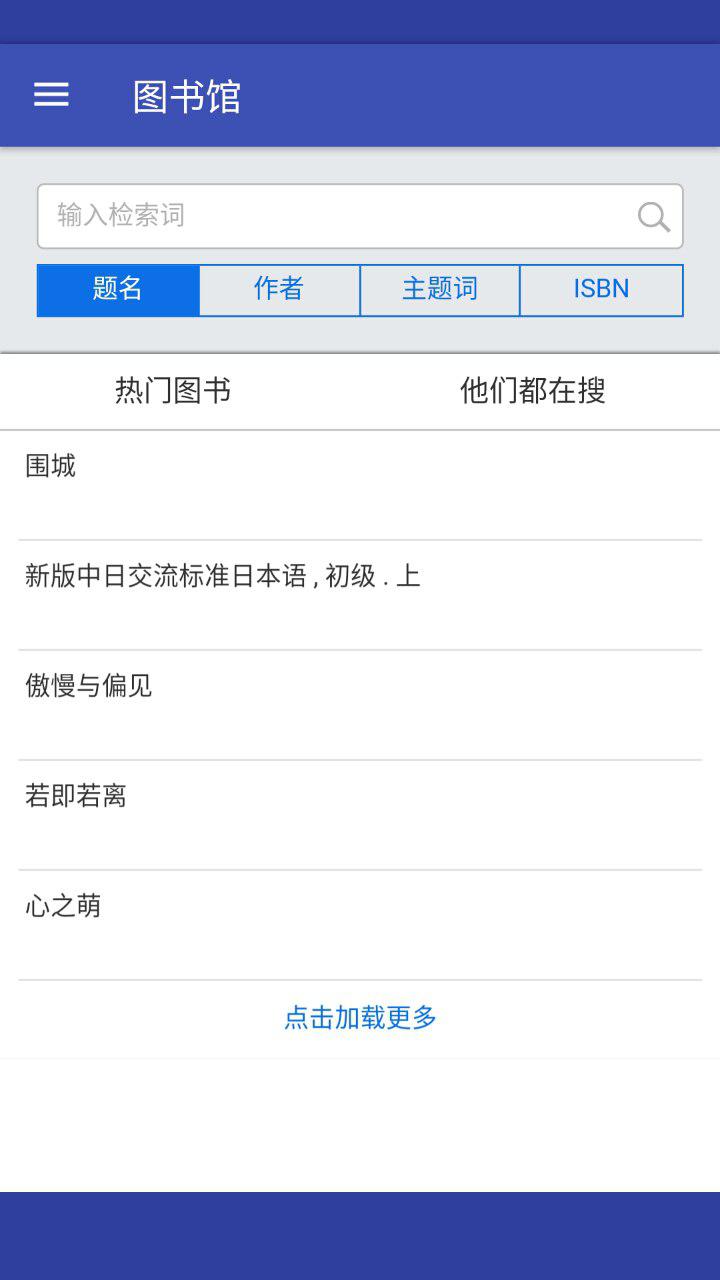 图书馆
输入检索词
题名 作者 主题词 ISBN
热门图书 他们都在搜
围城
新版中日交流标准日本语 , 初级 . 上
傲慢与偏见
若即若离
心之萌
点击加载更多